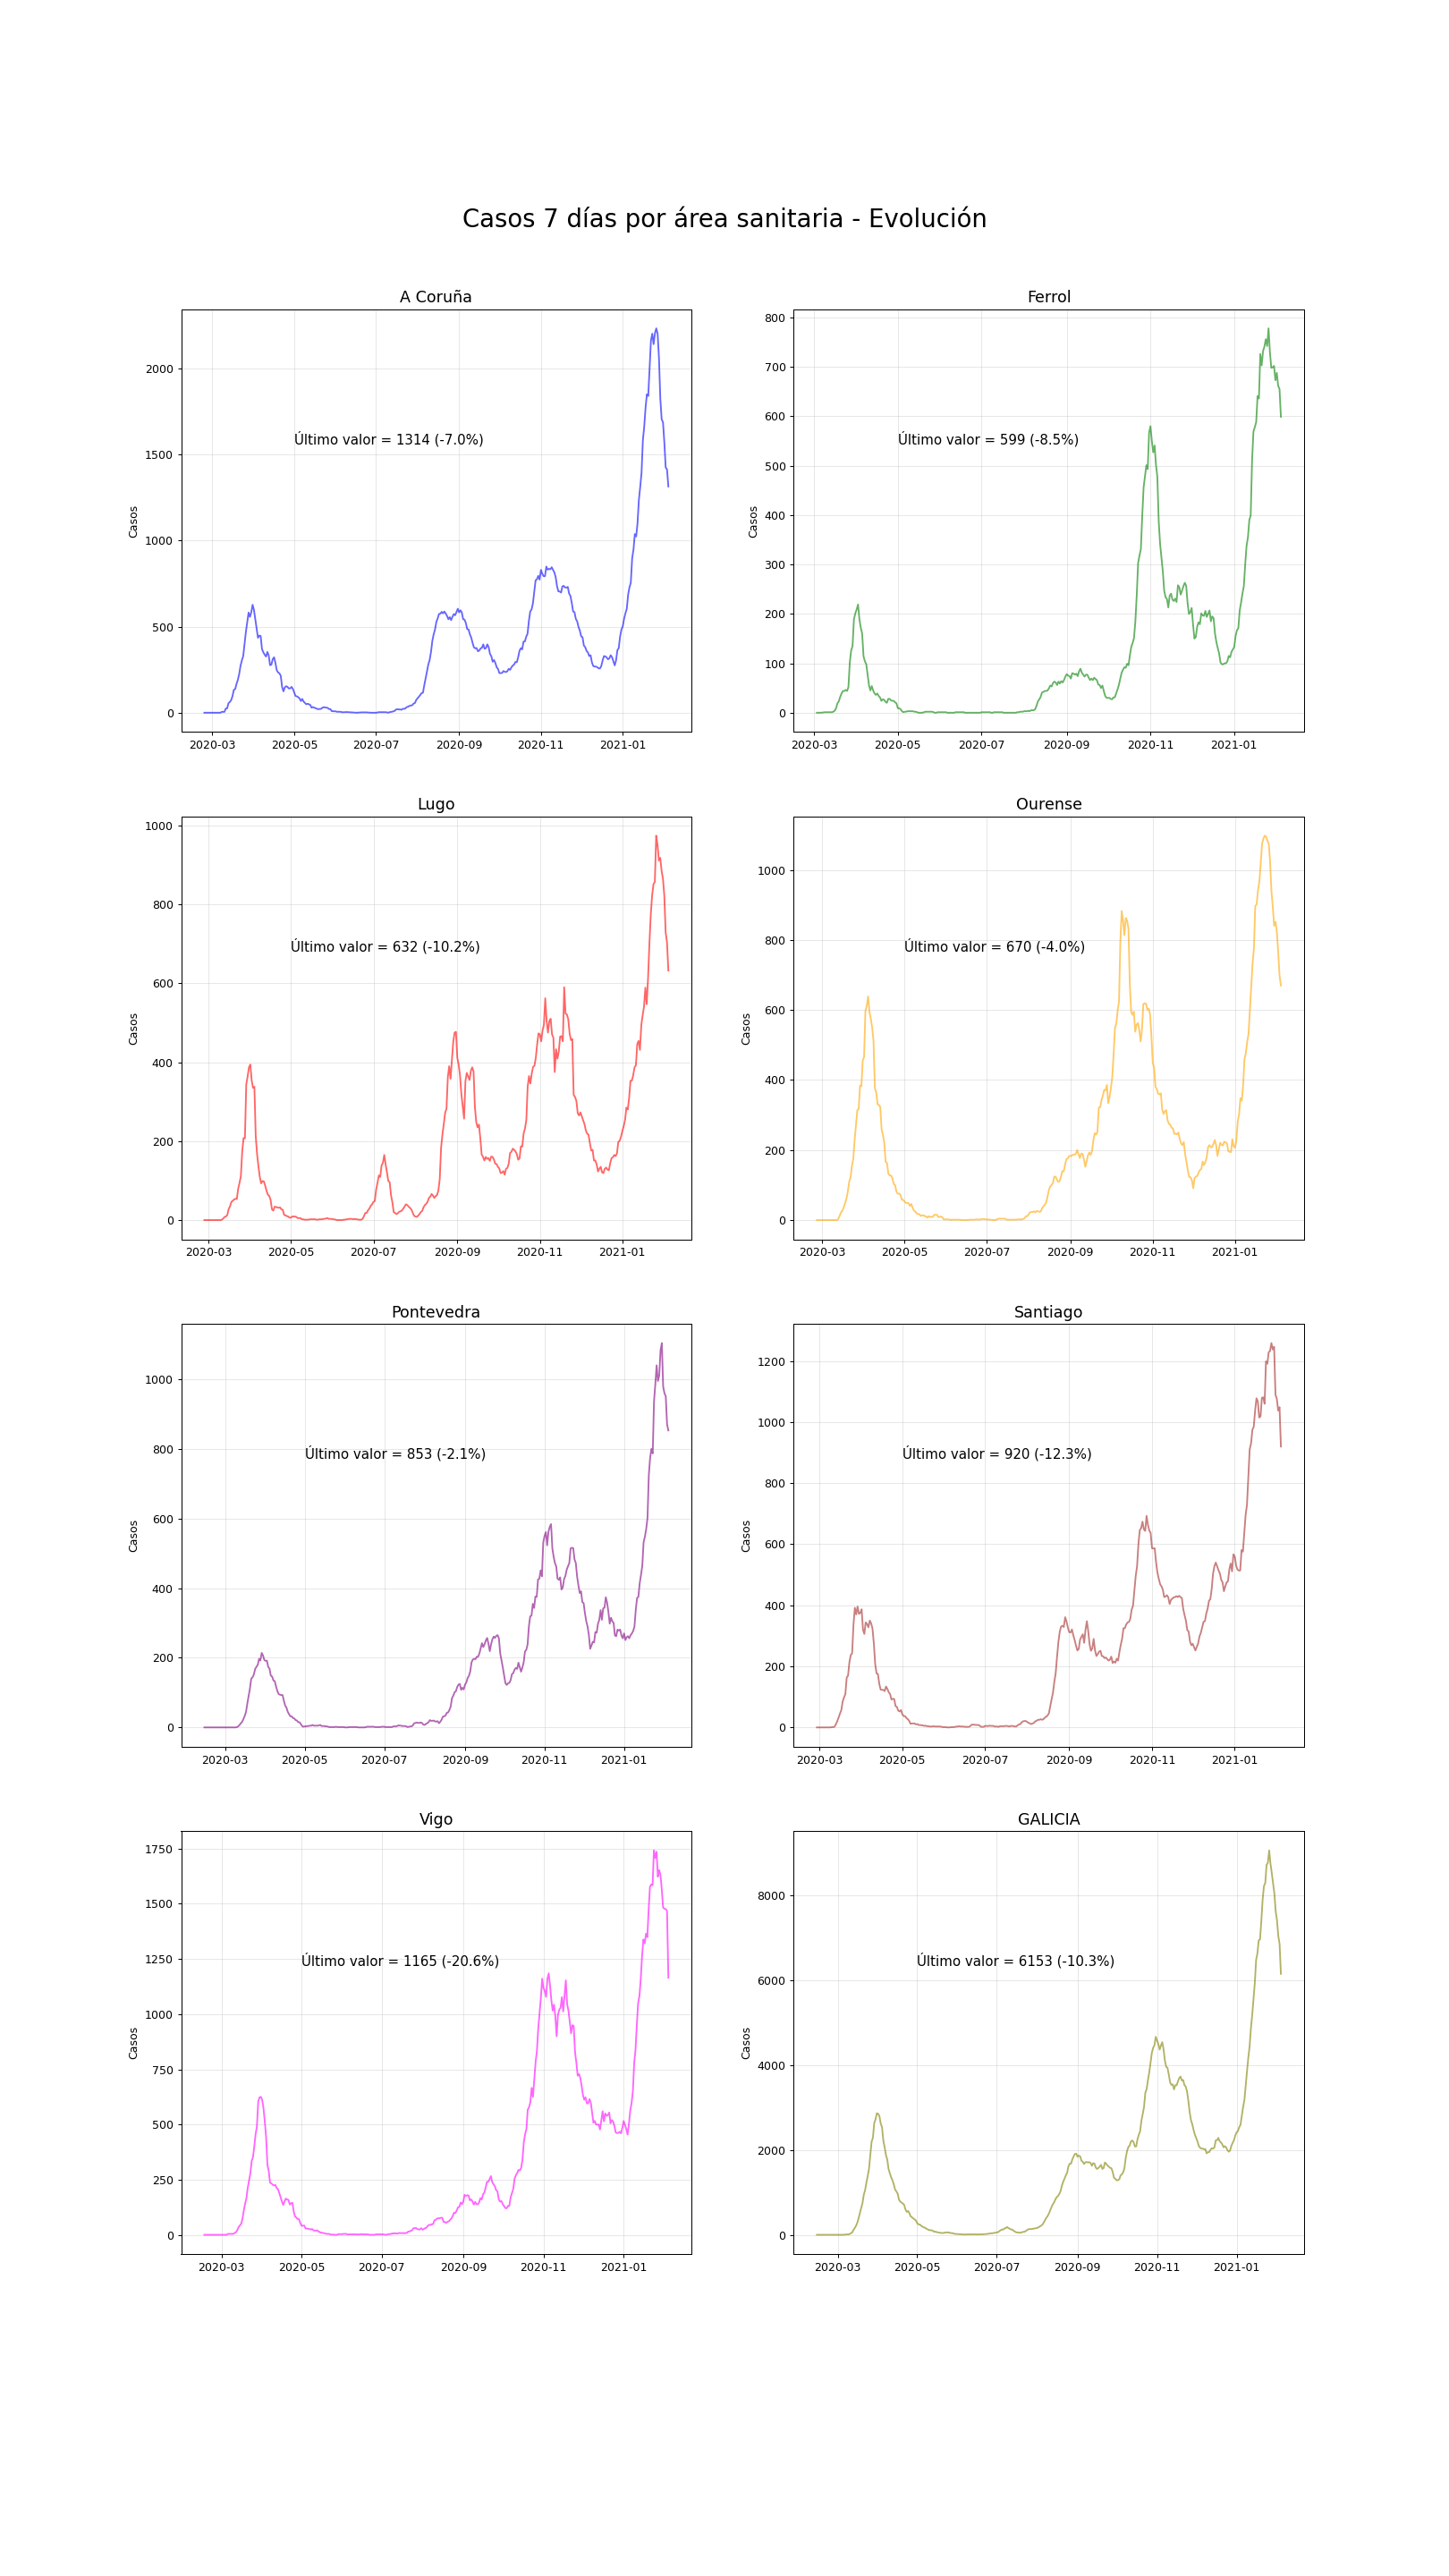 Casos 7 días por área sanitaria - Evolución
A Coruña
2000
1500
1000
500
0
Casos
Último valor = 1314 (-7.0%)
2020-03 2020-05 2020-07 2020-09 2020-11 2021-01
Ferrol
800
700
600
500
400
300
200
100
0
Casos
Último valor = 599 (-8.5%)
2020-03 2020-05 2020-07 2020-09 2020-11 2021-01
Lugo
1000
800
600
400
200
0
Casos
Último valor = 632 (-10.2%)
2020-03 2020-05 2020-07 2020-09 2020-11 2021-01
Ourense
1000
800
600
400
200
0
Casos
Último valor = 670 (-4.0%)
2020-03 2020-05 2020-07 2020-09 2020-11 2021-01
Pontevedra
1000
800
600
400
200
0
Casos
Último valor = 853 (-2.1%)
2020-03 2020-05 2020-07 2020-09 2020-11 2021-01
Santiago
1200
1000
800
600
400
200
0
Casos
Último valor = 920 (-12.3%)
2020-03 2020-05 2020-07 2020-09 2020-11 2021-01
Vigo
1750
1500
1250
1000
750
500
250
0
Casos
Último valor = 1165 (-20.6%)
2020-03 2020-05 2020-07 2020-09 2020-11 2021-01
GALICIA
8000
6000
4000
2000
0
Casos
Último valor = 6153 (-10.3%)
2020-03 2020-05 2020-07 2020-09 2020-11 2021-01